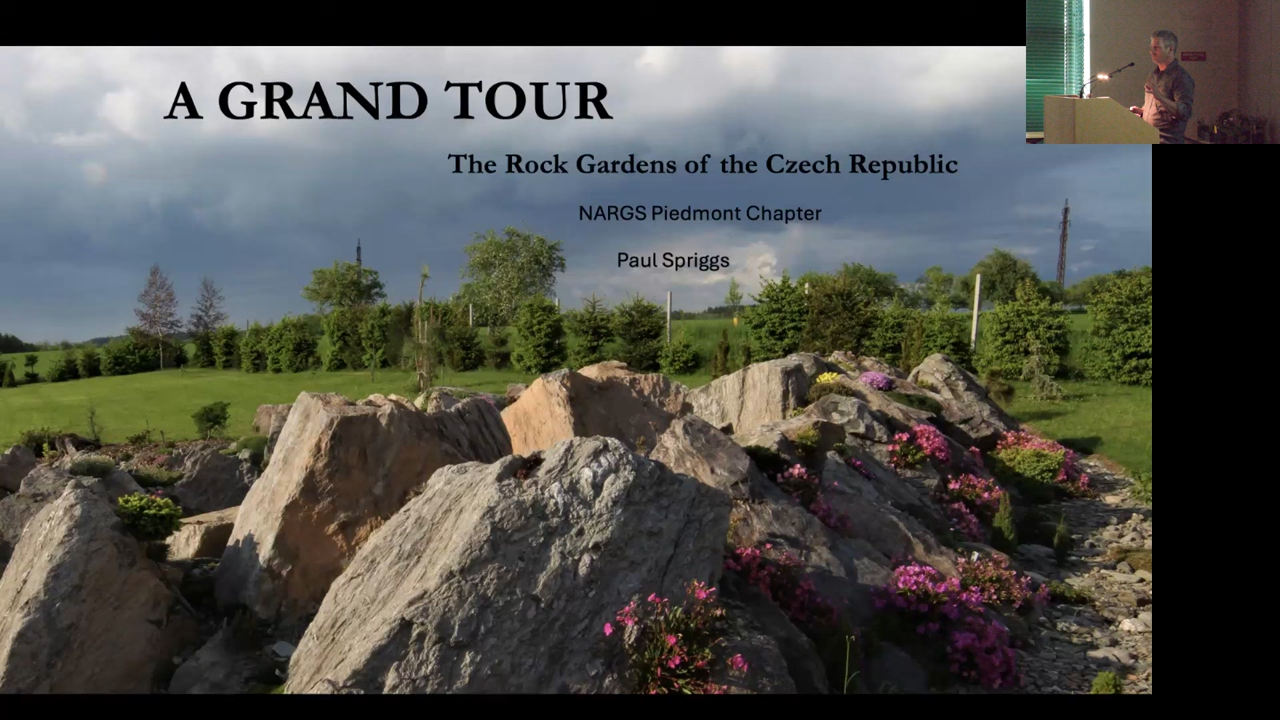 A GRAND TOUR
The Rock Gardens of the Czech Republic
NARGS Piedmont Chapter
Paul Spriggs